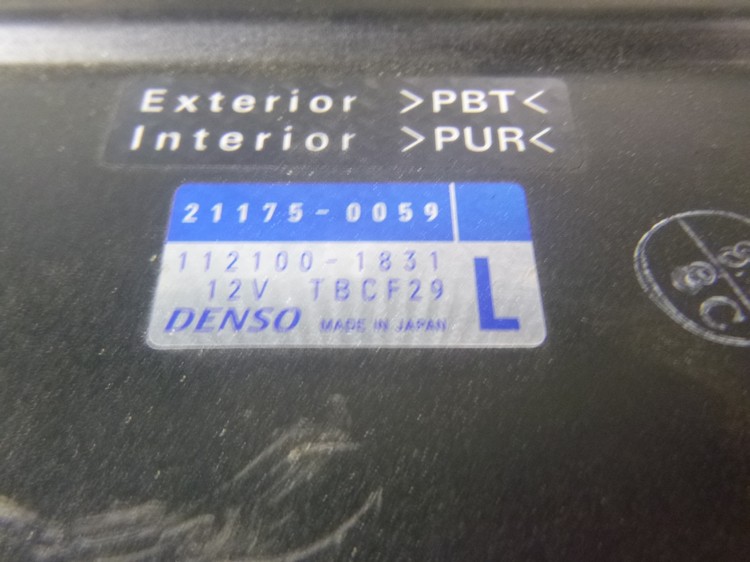 Exterior >PBT<
Interior >PUR<
21175-0059
112100-1831
12V TBCF29
L
DENSO MADE IN JAPAN